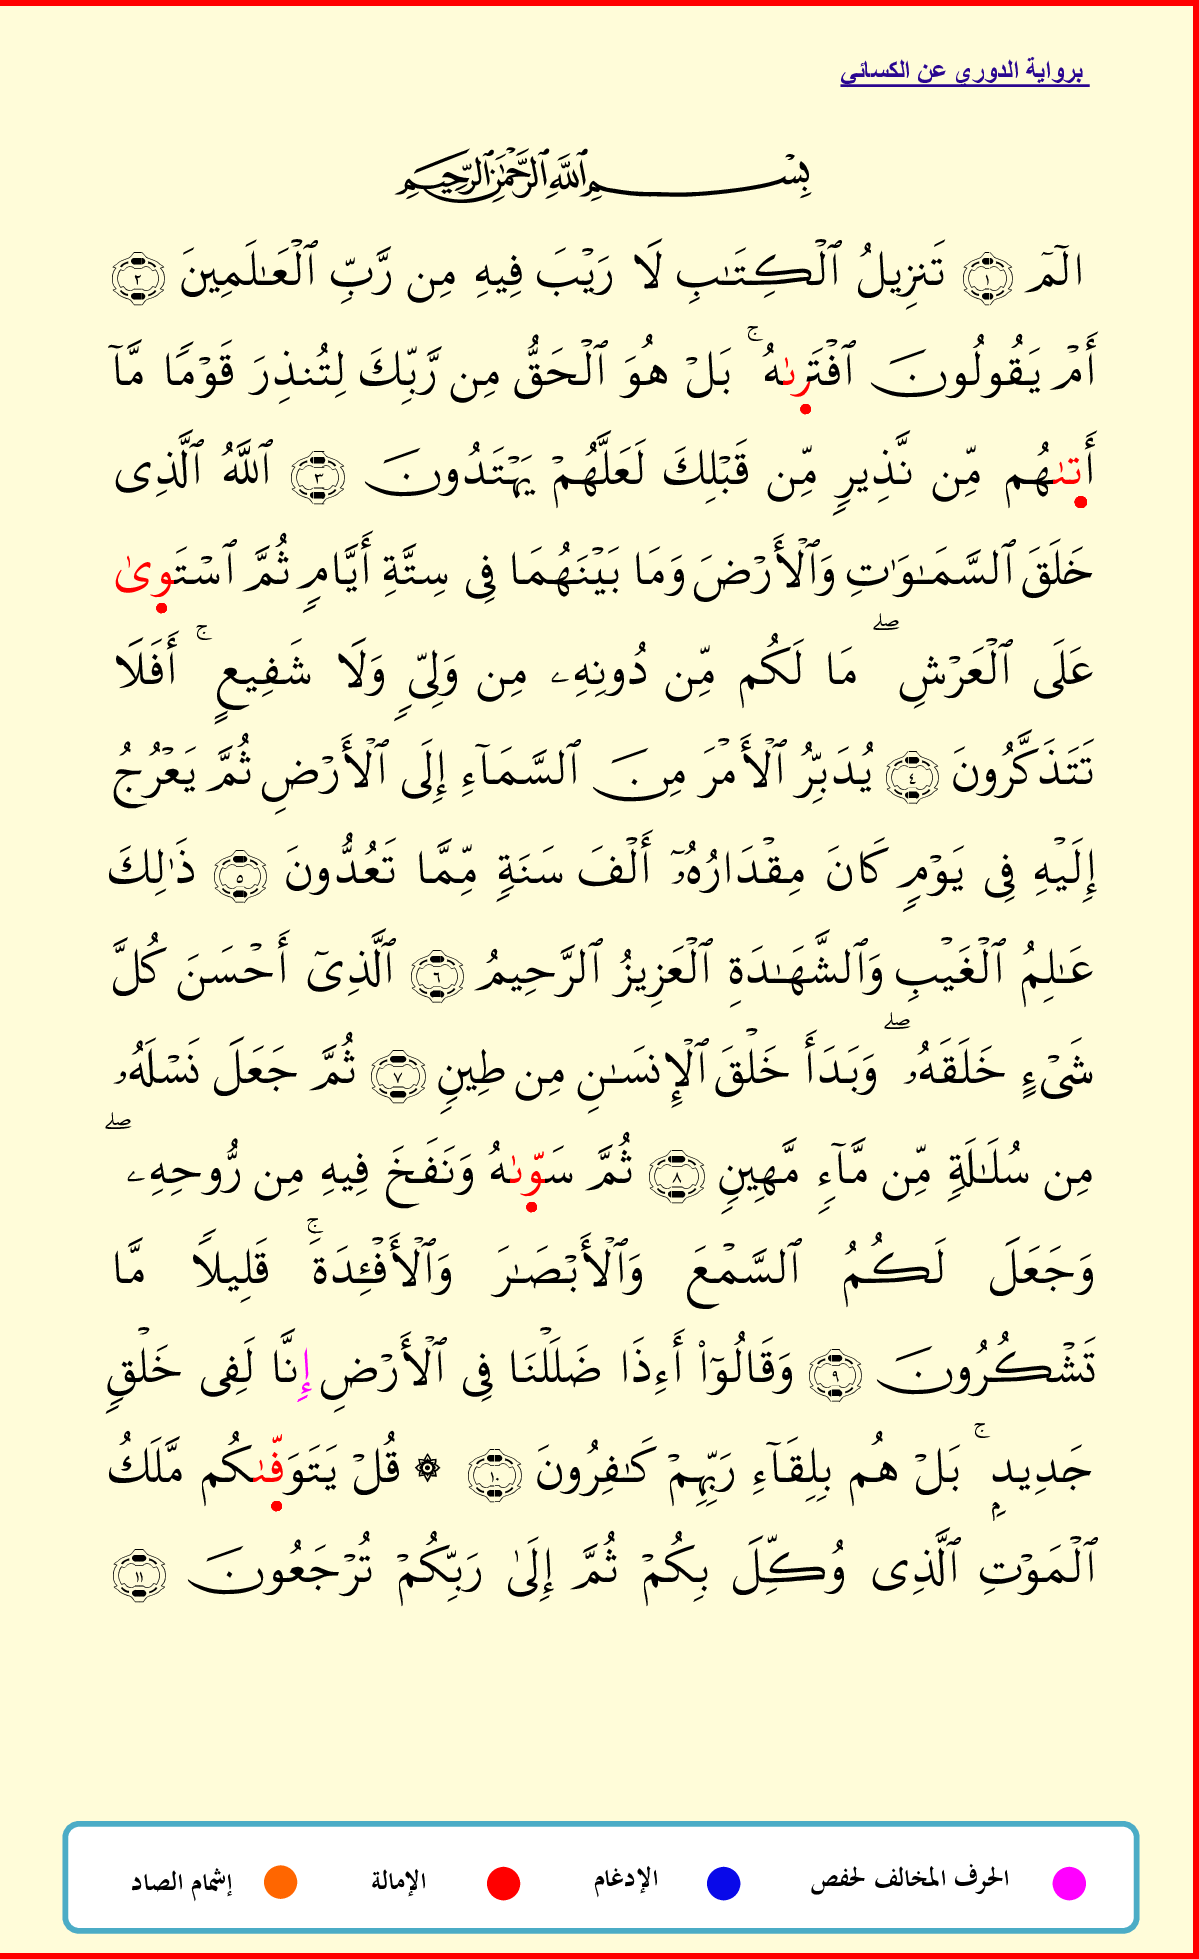 برواية الدوري عن الكسائي
بِسْمِ ٱللَّهِ ٱلرَّحْمَٰنِ ٱلرَّحِيمِ
الٓمٓ ۝١ تَنزِيلُ ٱلْكِتَـٰبِ لَا رَيْبَ فِيهِ مِن رَّبِّ ٱلْعَـٰلَمِينَ ۝٢
أَمْ يَقُولُونَ ٱفْتَرىٰهُ ۚ بَلْ هُوَ ٱلْحَقُّ مِن رَّبِّكَ لِتُنذِرَ قَوْمًا مَّآ
أَتىٰهُم مِّن نَّذِيرٍ مِّن قَبْلِكَ لَعَلَّهُمْ يَهْتَدُونَ ۝٣ ٱللَّهُ ٱلَّذِى
خَلَقَ ٱلسَّمَـٰوَٰتِ وَٱلْأَرْضَ وَمَا بَيْنَهُمَا فِى سِتَّةِ أَيَّامٍ ثُمَّ ٱسْتَوىٰ
عَلَى ٱلْعَرْشِ ۖ مَا لَكُم مِّن دُونِهِۦ مِن وَلِىٍّ وَلَا شَفِيعٍ ۚ أَفَلَا
تَتَذَكَّرُونَ ۝٤ يُدَبِّرُ ٱلْأَمْرَ مِنَ ٱلسَّمَآءِ إِلَى ٱلْأَرْضِ ثُمَّ يَعْرُجُ
إِلَيْهِ فِى يَوْمٍ كَانَ مِقْدَارُهُۥٓ أَلْفَ سَنَةٍ مِّمَّا تَعُدُّونَ ۝٥ ذَٰلِكَ
عَـٰلِمُ ٱلْغَيْبِ وَٱلشَّهَـٰدَةِ ٱلْعَزِيزُ ٱلرَّحِيمُ ۝٦ ٱلَّذِىٓ أَحْسَنَ كُلَّ
شَىْءٍ خَلَقَهُۥ ۖ وَبَدَأَ خَلْقَ ٱلْإِنسَـٰنِ مِن طِينٍ ۝٧ ثُمَّ جَعَلَ نَسْلَهُۥ
مِن سُلَـٰلَةٍ مِّن مَّآءٍ مَّهِينٍ ۝٨ ثُمَّ سَوّىٰهُ وَنَفَخَ فِيهِ مِن رُّوحِهِۦ ۖ
وَجَعَلَ لَكُمُ ٱلسَّمْعَ وَٱلْأَبْصَـٰرَ وَٱلْأَفْـِٔدَةَ ۚ قَلِيلًا مَّا
تَشْكُرُونَ ۝٩ وَقَالُوٓا۟ أَءِذَا ضَلَلْنَا فِى ٱلْأَرْضِ إِنَّا لَفِى خَلْقٍ
جَدِيدٍ ۚ بَلْ هُم بِلِقَآءِ رَبِّهِمْ كَـٰفِرُونَ ۝١٠ ۞ قُلْ يَتَوَفّىٰكُم مَّلَكُ
ٱلْمَوْتِ ٱلَّذِى وُكِّلَ بِكُمْ ثُمَّ إِلَىٰ رَبِّكُمْ تُرْجَعُونَ ۝١١
الحرف المخالف لحفص الإدغام الإمالة إشمام الصاد